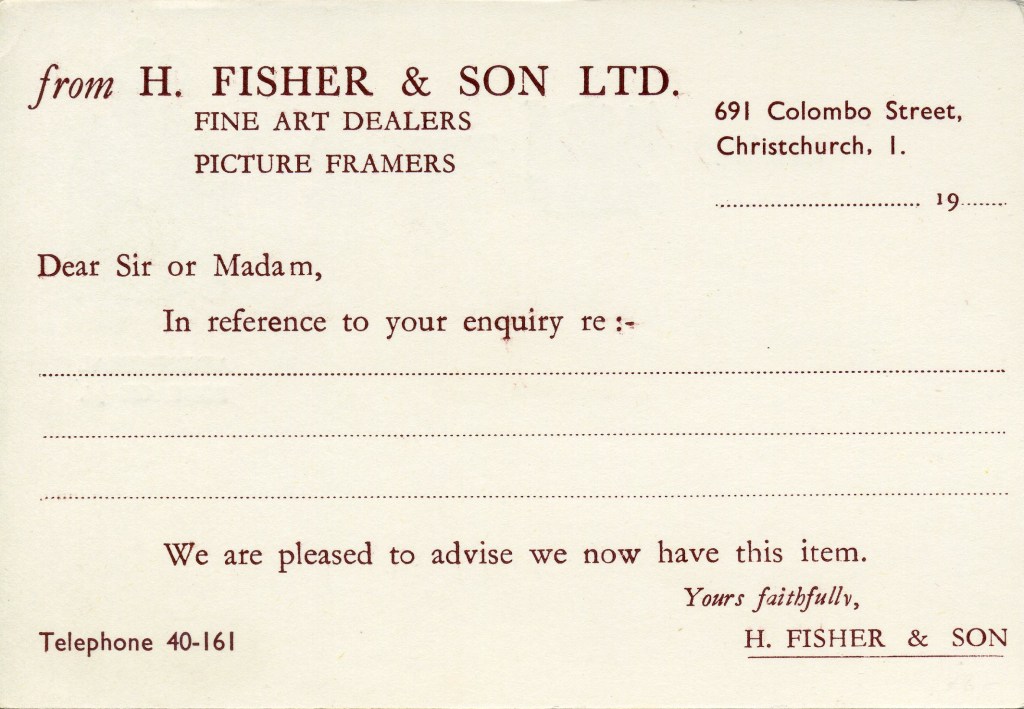 from H. FISHER & SON LTD.
FINE ART DEALERS
PICTURE FRAMERS
691 Colombo Street,
Christchurch, 1.
19
Dear Sir or Madam,
In reference to your enquiry re :-
We are pleased to advise we now have this item.
Yours faithfully,
Telephone 40-161
H. FISHER & SON